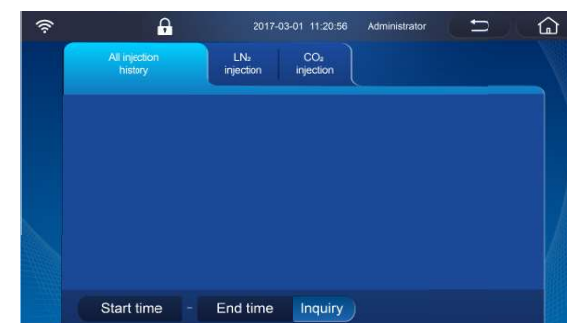 2017-03-01 11:20:56 Administrator
All injection
history
LN₂
injection
CO₂
injection
Start time - End time Inquiry